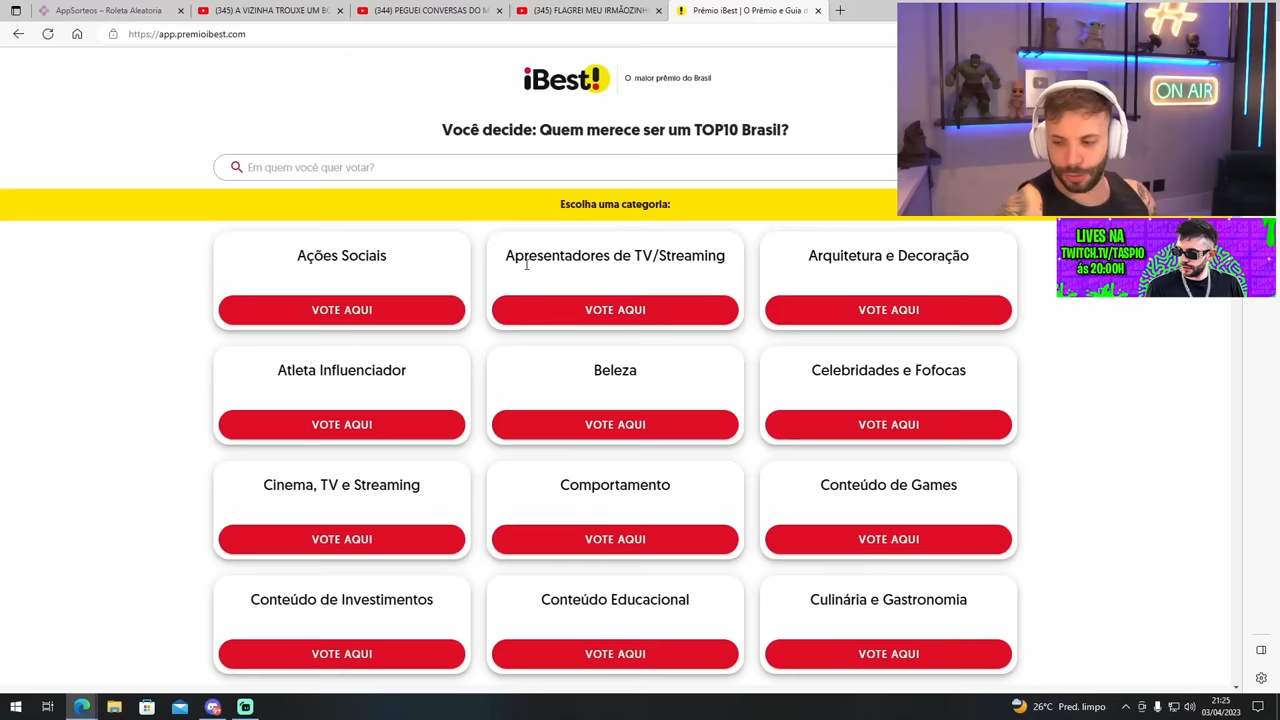 AppSorteos – Roleta Aleatoria
(345) A VIZINHA TROUXE UM BO
(344) PEGUEI CONVERSAS DO M
(345) FLAGREI MEU IRMÃOZINH
Prêmio iBest | O Prêmio e Guia d
https://app.premioibest.com
iBest!
O maior prêmio do Brasil
Você decide: Quem merece ser um TOP10 Brasil?
Em quem você quer votar?
Escolha uma categoria:
ON AIR
LIVES NA
TWITCH.TV/TASPIO
ás 20:00H
Ações Sociais
Apresentadores de TV/Streaming
Arquitetura e Decoração
VOTE AQUI
VOTE AQUI
VOTE AQUI
Atleta Influenciador
Beleza
Celebridades e Fofocas
VOTE AQUI
VOTE AQUI
VOTE AQUI
Cinema, TV e Streaming
Comportamento
Conteúdo de Games
VOTE AQUI
VOTE AQUI
VOTE AQUI
Conteúdo de Investimentos
Conteúdo Educacional
Culinária e Gastronomia
VOTE AQUI
VOTE AQUI
VOTE AQUI
26°C Pred. limpo
21:25
03/04/2023